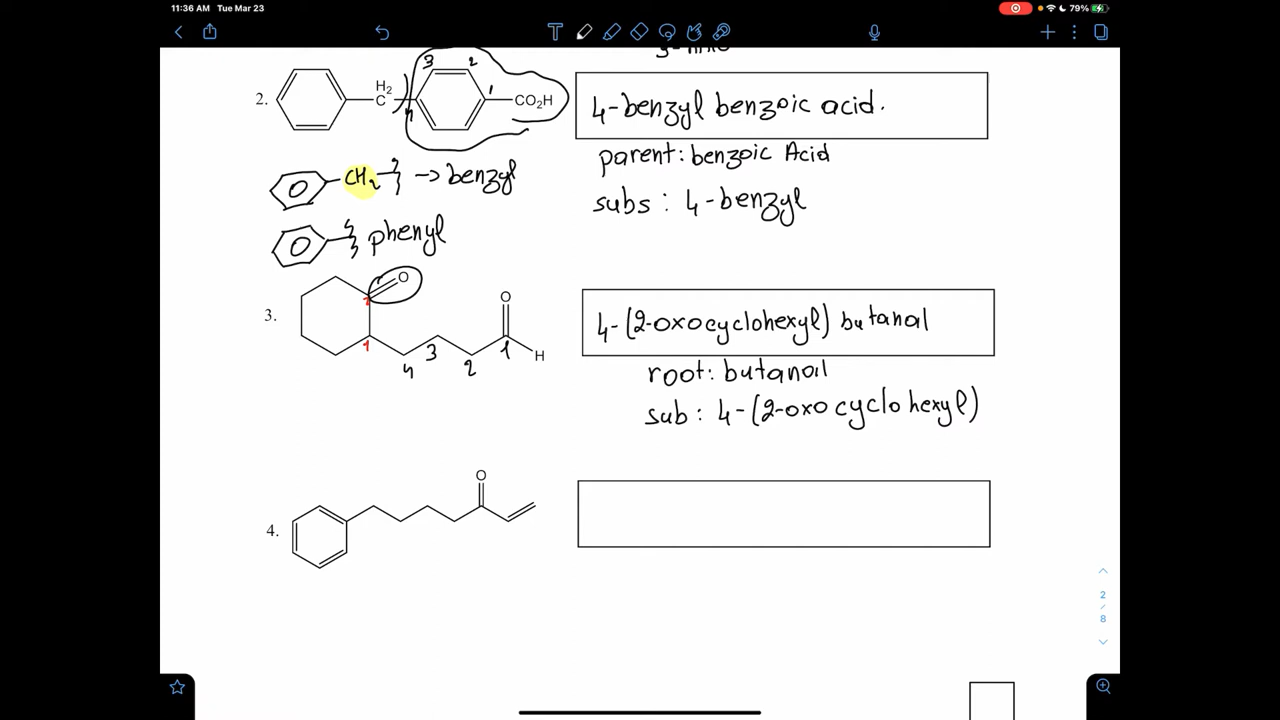 11:36 AM Tue Mar 23
79%
2.
H2
C
3
2
1
4
CO2H
4-benzyl benzoic acid.
parent: benzoic Acid
CH2 → benzyl
subs : 4-benzyl
phenyl
O
3.
1
O
H
4 3 2 1
4-(2-oxocyclohexyl) butanal
root: butanal
sub : 4-(2-oxo cyclo hexyl)
4.
O
2
/
8